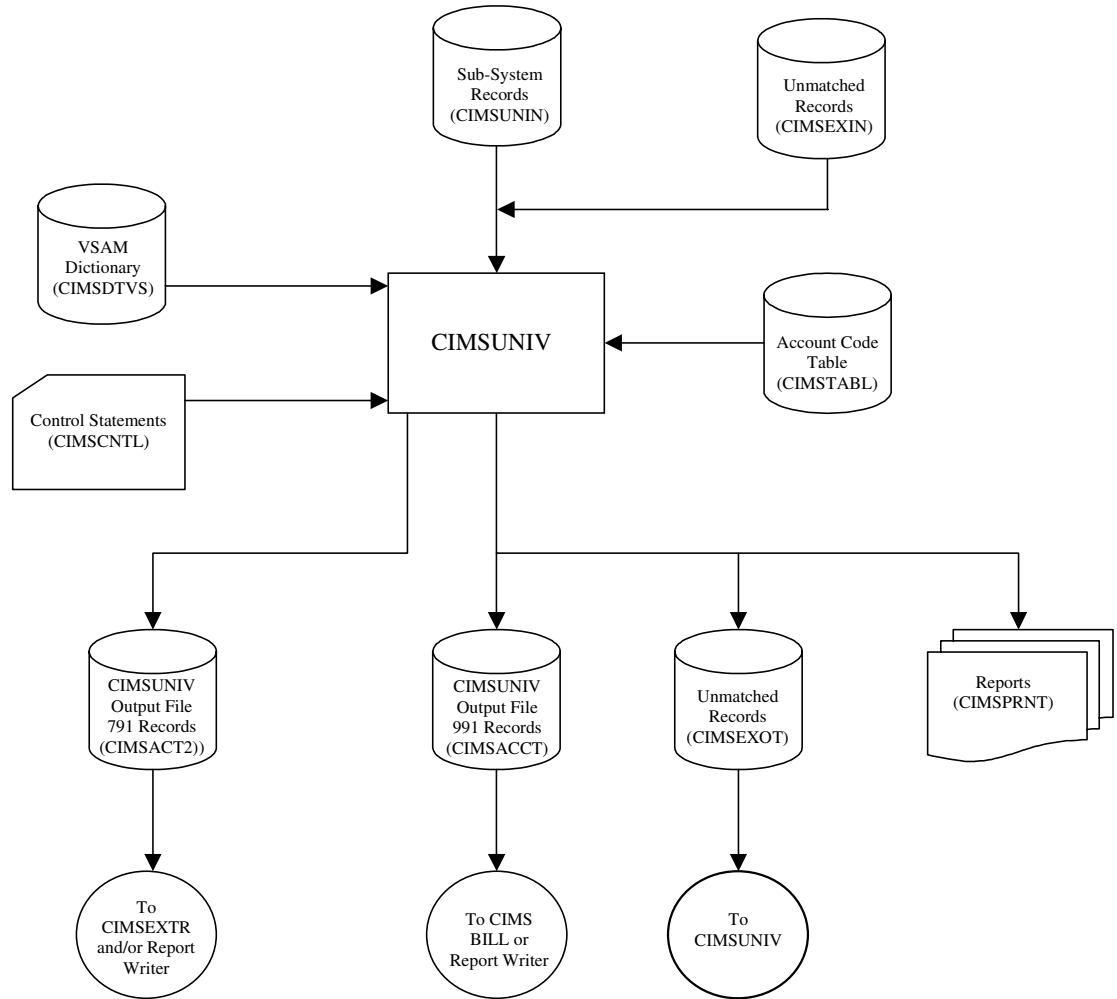 Sub-System
Records
(CIMSUNIN)
Unmatched
Records
(CIMSEXIN)
VSAM
Dictionary
(CIMSDTVS)
CIMSUNIV
Account Code
Table
(CIMSTABL)
Control Statements
(CIMSCNTL)
CIMSUNIV
Output File
791 Records
(CIMSACT2))
CIMSUNIV
Output File
991 Records
(CIMSACCT)
Unmatched
Records
(CIMSEXOT)
Reports
(CIMSPRNT)
To
CIMSEXTR
and/or Report
Writer
To CIMS
BILL or
Report Writer
To
CIMSUNIV